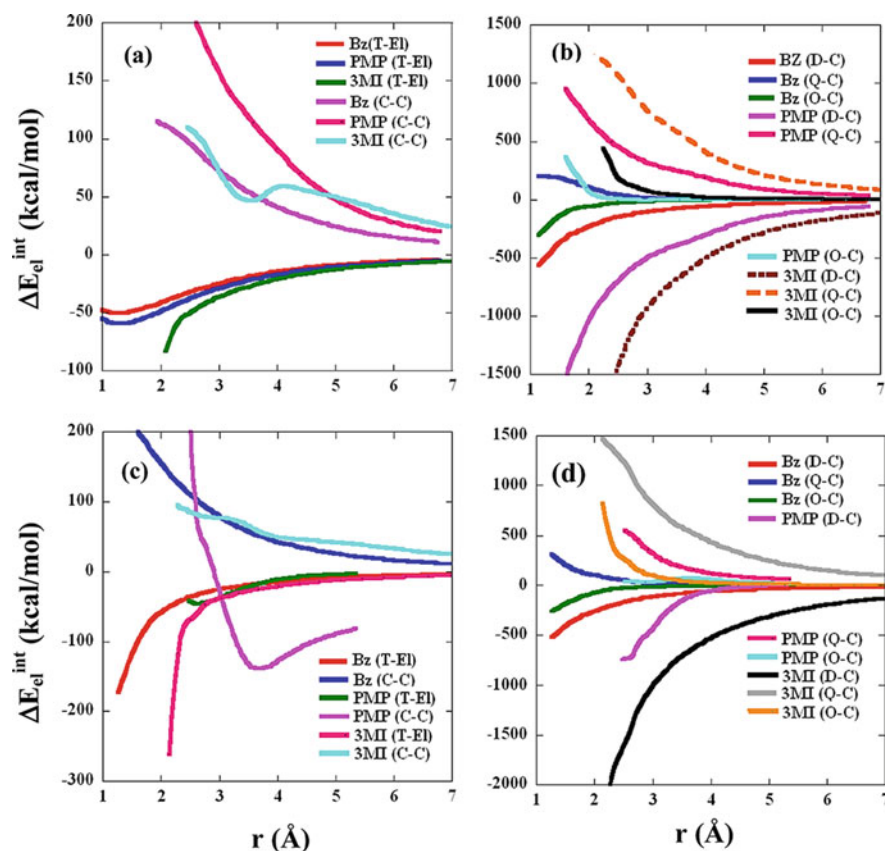 (a)
200
150
100
50
0
-50
-100
1 2 3 4 5 6 7
Bz(T-El)
PMP (T-El)
3MI (T-El)
Bz (C-C)
PMP (C-C)
3MI (C-C)
ΔE_el^int (kcal/mol)
(b)
1500
1000
500
0
-500
-1000
-1500
1 2 3 4 5 6 7
BZ (D-C)
Bz (Q-C)
Bz (O-C)
PMP (D-C)
PMP (Q-C)
PMP (O-C)
3MI (D-C)
3MI (Q-C)
3MI (O-C)
(c)
200
100
0
-100
-200
-300
1 2 3 4 5 6 7
Bz (T-El)
Bz (C-C)
PMP (T-El)
PMP (C-C)
3MI (T-El)
3MI (C-C)
ΔE_el^int (kcal/mol)
r (Å)
(d)
1500
1000
500
0
-500
-1000
-1500
-2000
1 2 3 4 5 6 7
Bz (D-C)
Bz (Q-C)
Bz (O-C)
PMP (D-C)
PMP (Q-C)
PMP (O-C)
3MI (D-C)
3MI (Q-C)
3MI (O-C)
r (Å)